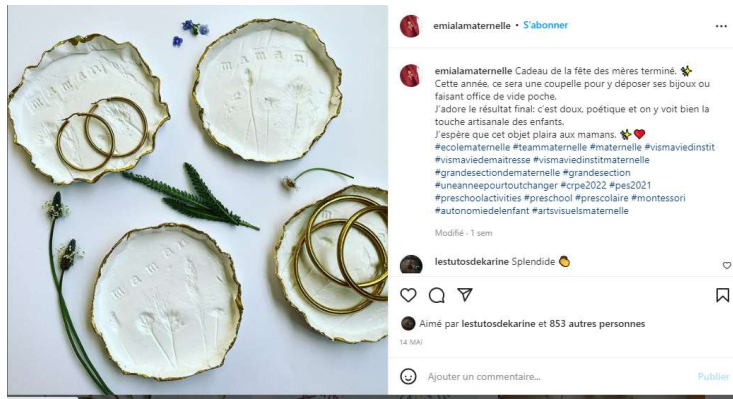 maman
maman
maman
emialamaternelle • S'abonner
emialamaternelle Cadeau de la fête des mères terminé. ✨
Cette année, ce sera une coupelle pour y déposer ses bijoux ou
faisant office de vide poche.
J'adore le résultat final: c'est doux, poétique et on y voit bien la
touche artisanale des enfants.
J'espère que cet objet plaira aux mamans. ✨❤️
#ecolematernelle #teammaternelle #maternelle #vismaviedinstit
#vismaviedemaitresse #vismaviedinstitmaternelle
#grandesectiondematernelle #grandesection
#uneanneepourtoutchanger #crpe2022 #pes2021
#preschoolactivities #preschool #prescolaire #montessori
#autonomiedelenfant #artsvisuelsmaternelle
Modifié · 1 sem
lestutosdekarine Splendide 👏
Aimé par lestutosdekarine et 853 autres personnes
14 MAI
Ajouter un commentaire...
Publier